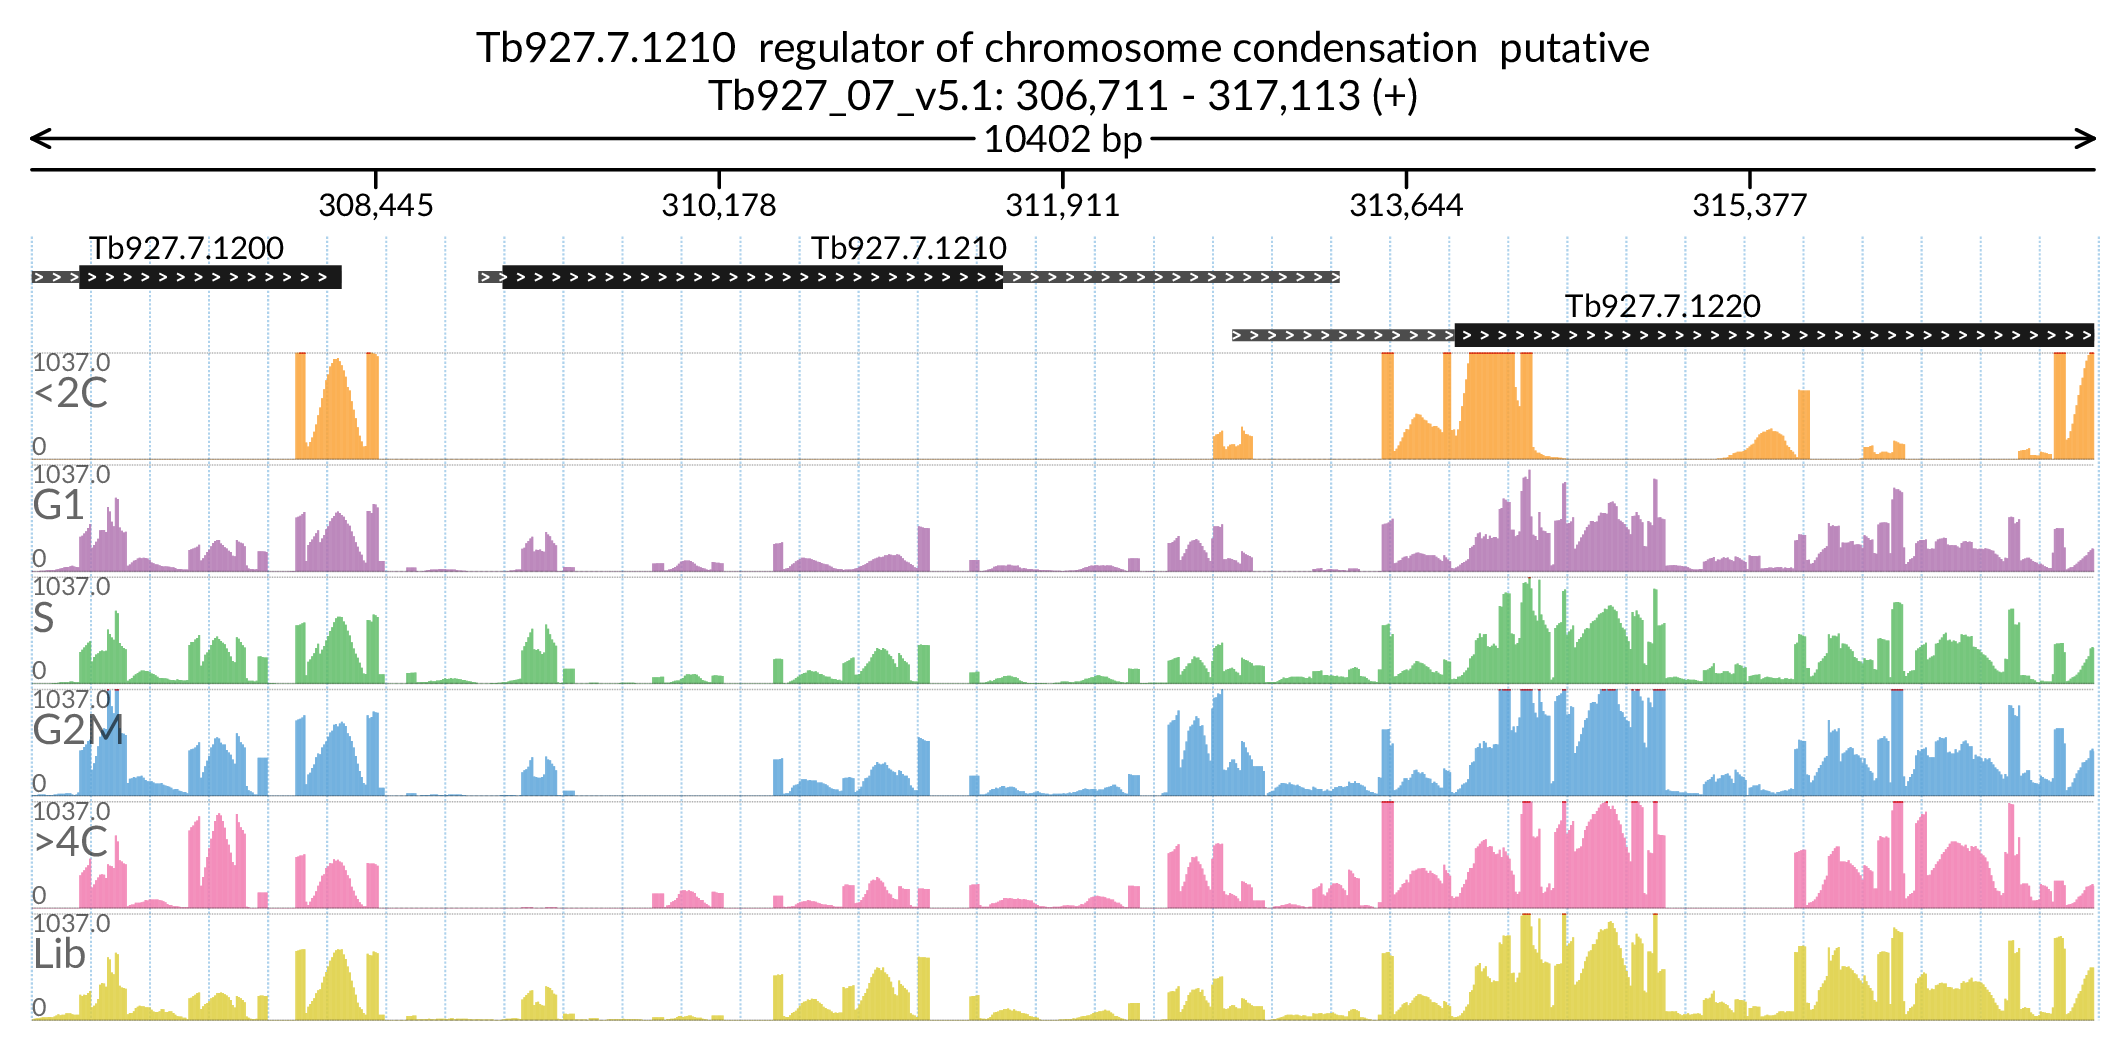 Tb927.7.1210  regulator of chromosome condensation  putative
Tb927_07_v5.1: 306,711 - 317,113 (+)
10402 bp
308,445 310,178 311,911 313,644 315,377
Tb927.7.1200 Tb927.7.1210
Tb927.7.1220
1037.0
<2C
0
1037.0
G1
0
1037.0
S
0
1037.0
G2M
0
1037.0
>4C
0
1037.0
Lib
0